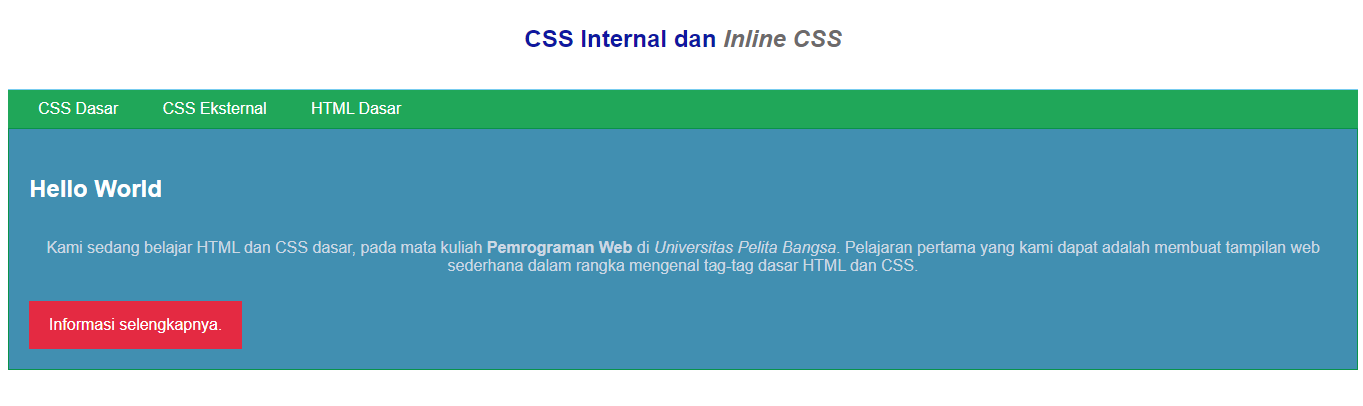 CSS Internal dan Inline CSS
CSS Dasar CSS Eksternal HTML Dasar
Hello World
Kami sedang belajar HTML dan CSS dasar, pada mata kuliah Pemrograman Web di Universitas Pelita Bangsa. Pelajaran pertama yang kami dapat adalah membuat tampilan web
sederhana dalam rangka mengenal tag-tag dasar HTML dan CSS.
Informasi selengkapnya.